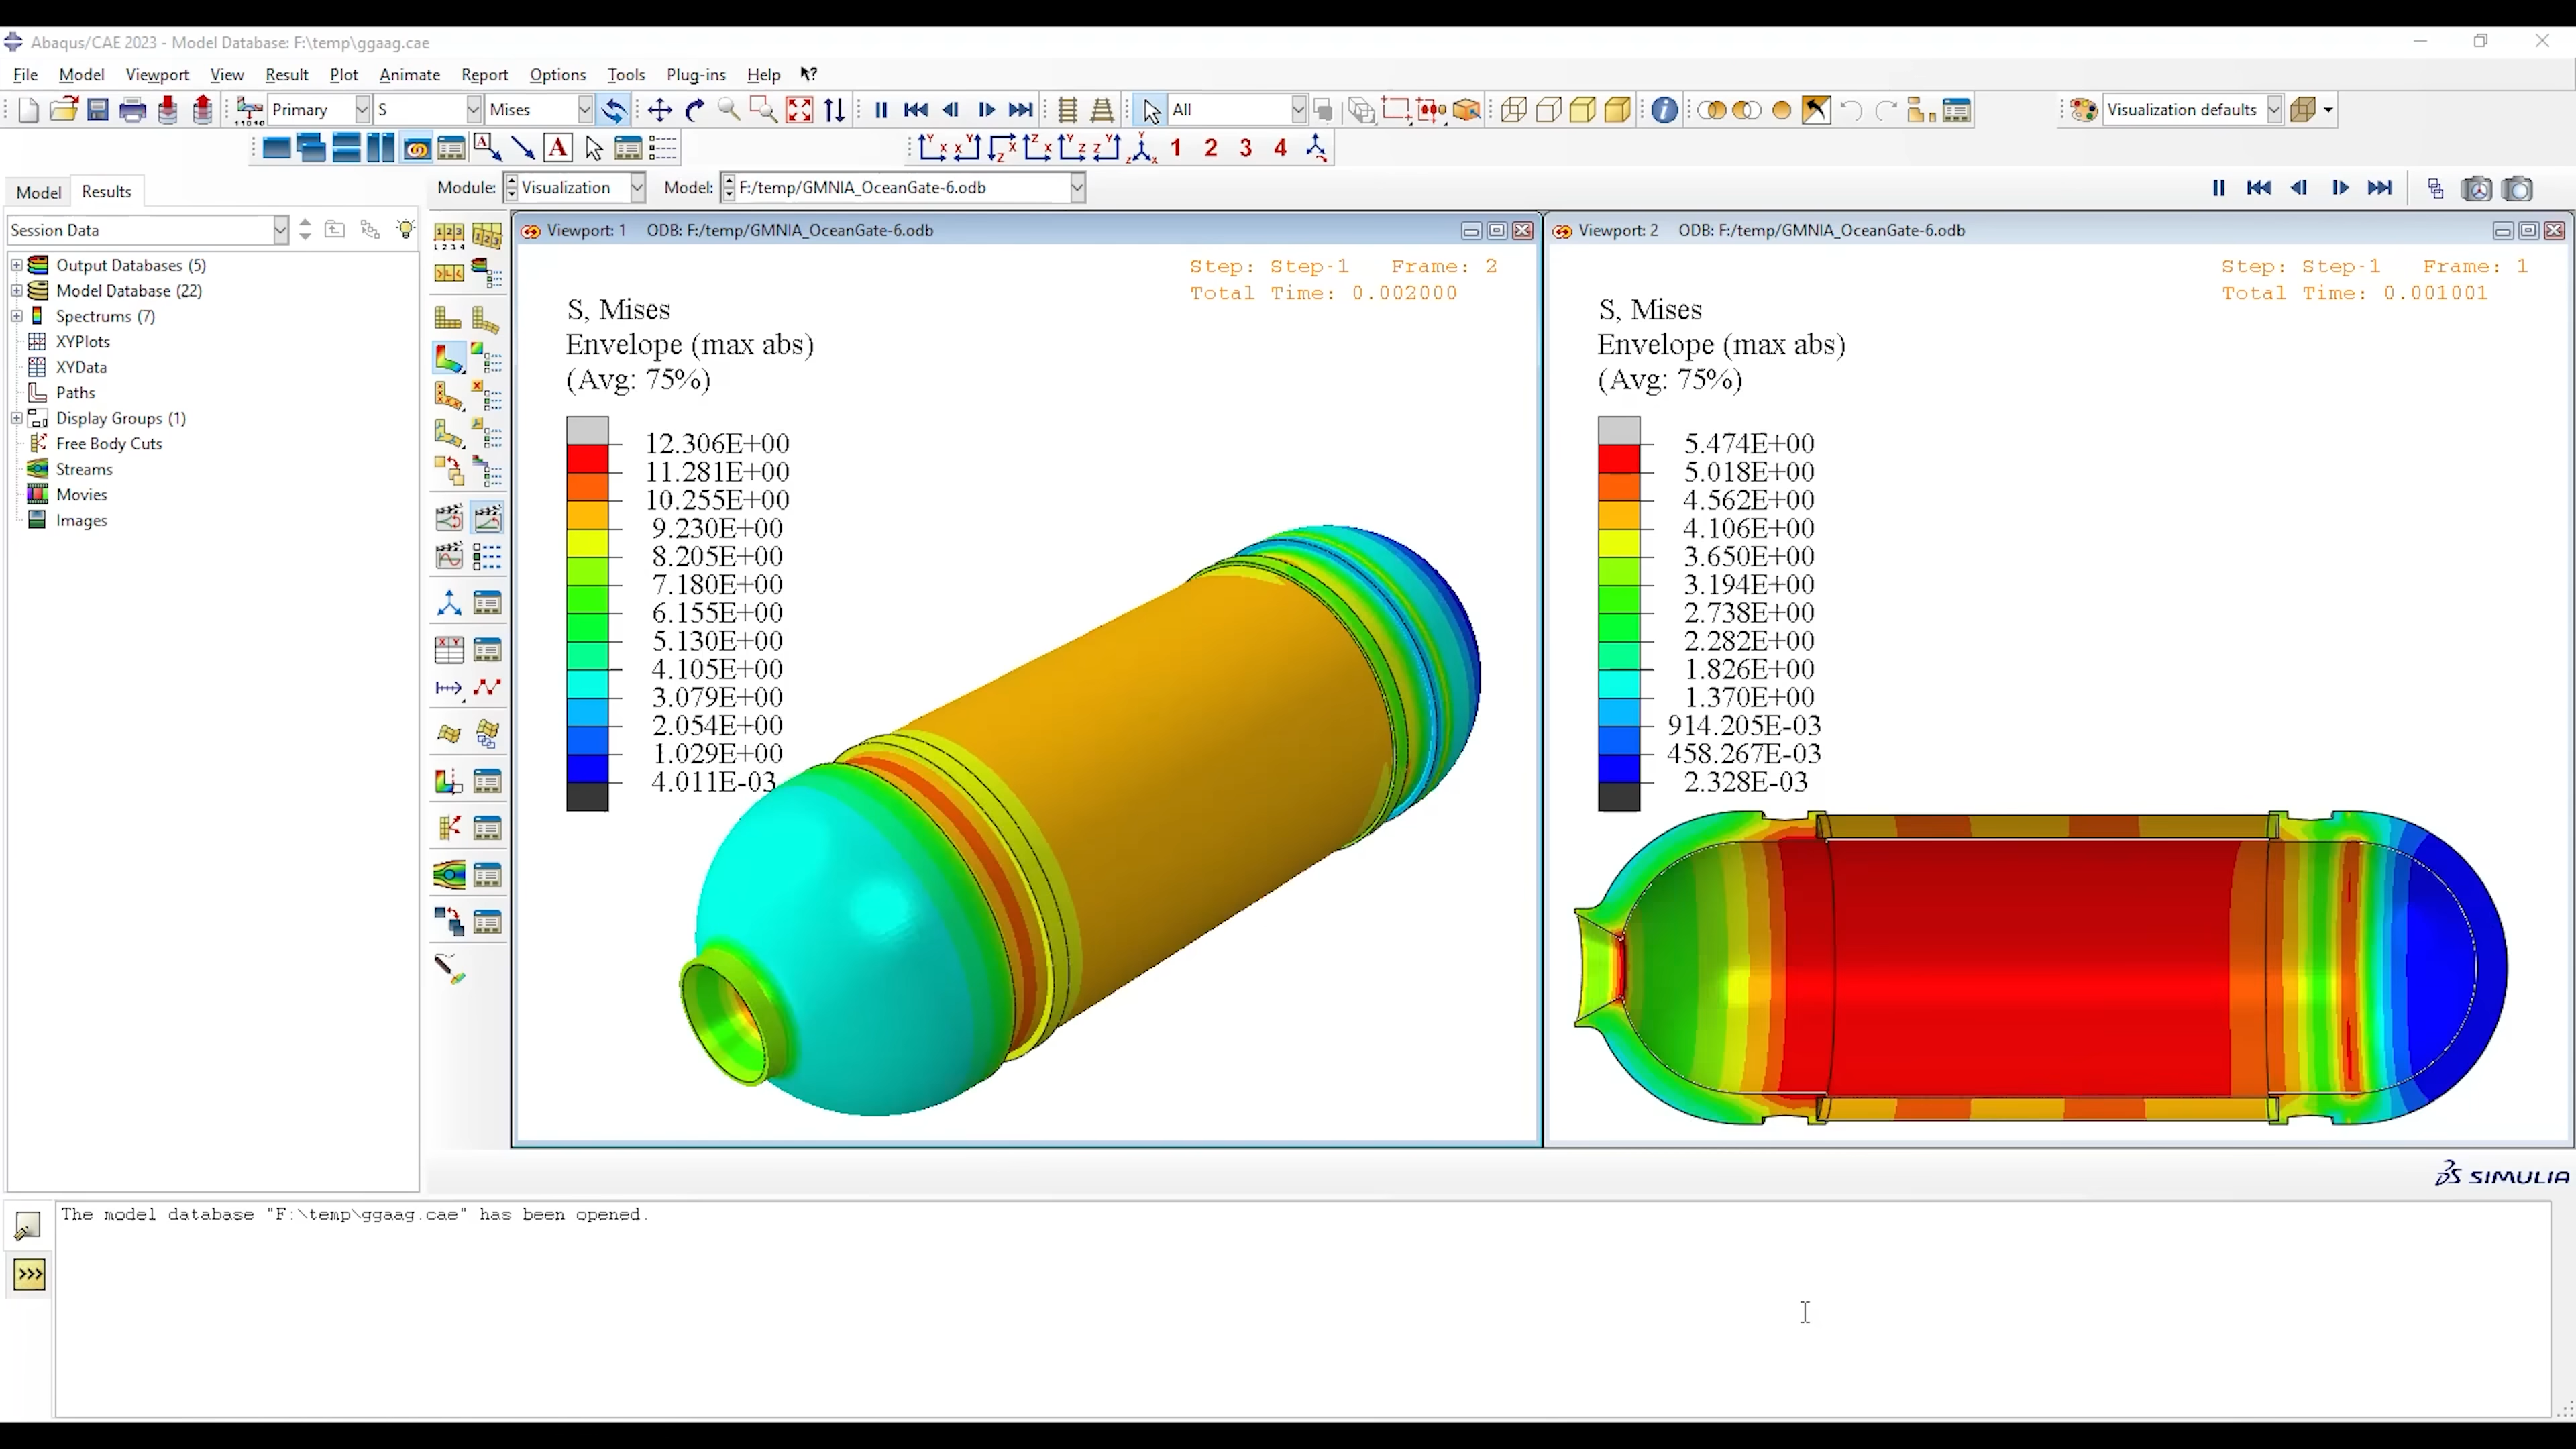 Abaqus/CAE 2023 - Model Database: F:\temp\ggaag.cae
File Model Viewport View Result Plot Animate Report Options Tools Plug-ins Help
Primary S Mises All Visualization defaults
1 2 3 4
Model Results
Module: Visualization Model: F:/temp/GMNIA_OceanGate-6.odb
Session Data
Output Databases (5)
Model Database (22)
Spectrums (7)
XYPlots
XYData
Paths
Display Groups (1)
Free Body Cuts
Streams
Movies
Images
Viewport: 1 ODB: F:/temp/GMNIA_OceanGate-6.odb
Step: Step-1 Frame: 2
Total Time: 0.002000
S, Mises
Envelope (max abs)
(Avg: 75%)
12.306E+00
11.281E+00
10.255E+00
9.230E+00
8.205E+00
7.180E+00
6.155E+00
5.130E+00
4.105E+00
3.079E+00
2.054E+00
1.029E+00
4.011E-03
Viewport: 2 ODB: F:/temp/GMNIA_OceanGate-6.odb
Step: Step-1 Frame: 1
Total Time: 0.001001
S, Mises
Envelope (max abs)
(Avg: 75%)
5.474E+00
5.018E+00
4.562E+00
4.106E+00
3.650E+00
3.194E+00
2.738E+00
2.282E+00
1.826E+00
1.370E+00
914.205E-03
458.267E-03
2.328E-03
SIMULIA
The model database "F:\temp\ggaag.cae" has been opened.
>>>